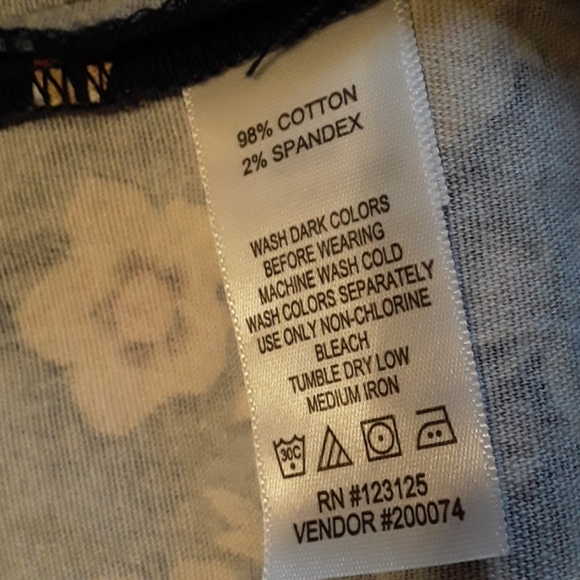 98% COTTON
2% SPANDEX
WASH DARK COLORS
BEFORE WEARING
MACHINE WASH COLD
WASH COLORS SEPARATELY
USE ONLY NON-CHLORINE
BLEACH
TUMBLE DRY LOW
MEDIUM IRON
30C
RN #123125
VENDOR #200074